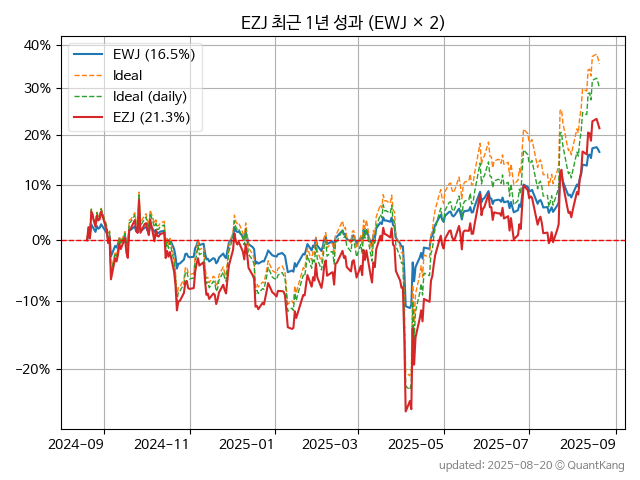 EZJ 최근 1년 성과 (EWJ × 2)
EWJ (16.5%)
Ideal
Ideal (daily)
EZJ (21.3%)
40%
30%
20%
10%
0%
−10%
−20%
2024-09 2024-11 2025-01 2025-03 2025-05 2025-07 2025-09
updated: 2025-08-20 © QuantKang